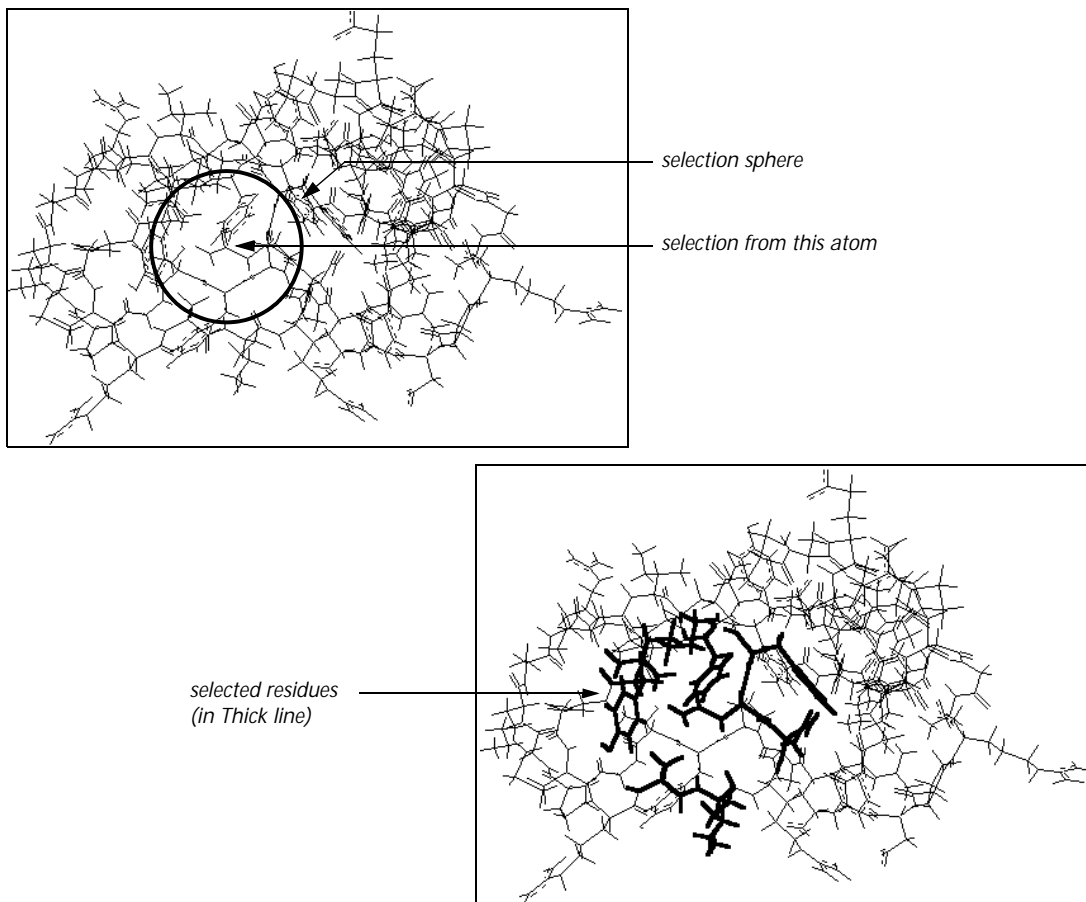 selection sphere
selection from this atom
selected residues
(in Thick line)